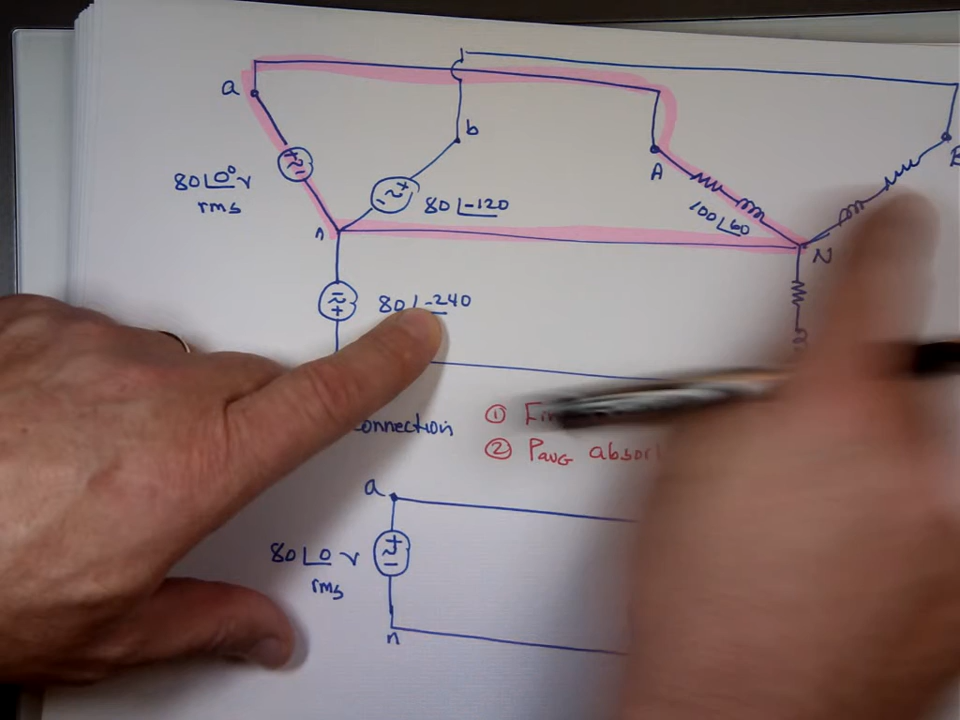 a
b
A
B
80∠0° v
rms
80∠-120
100∠60
n
N
80∠-240
connection
①
② PAVG absor
a
80∠0 v
rms
n